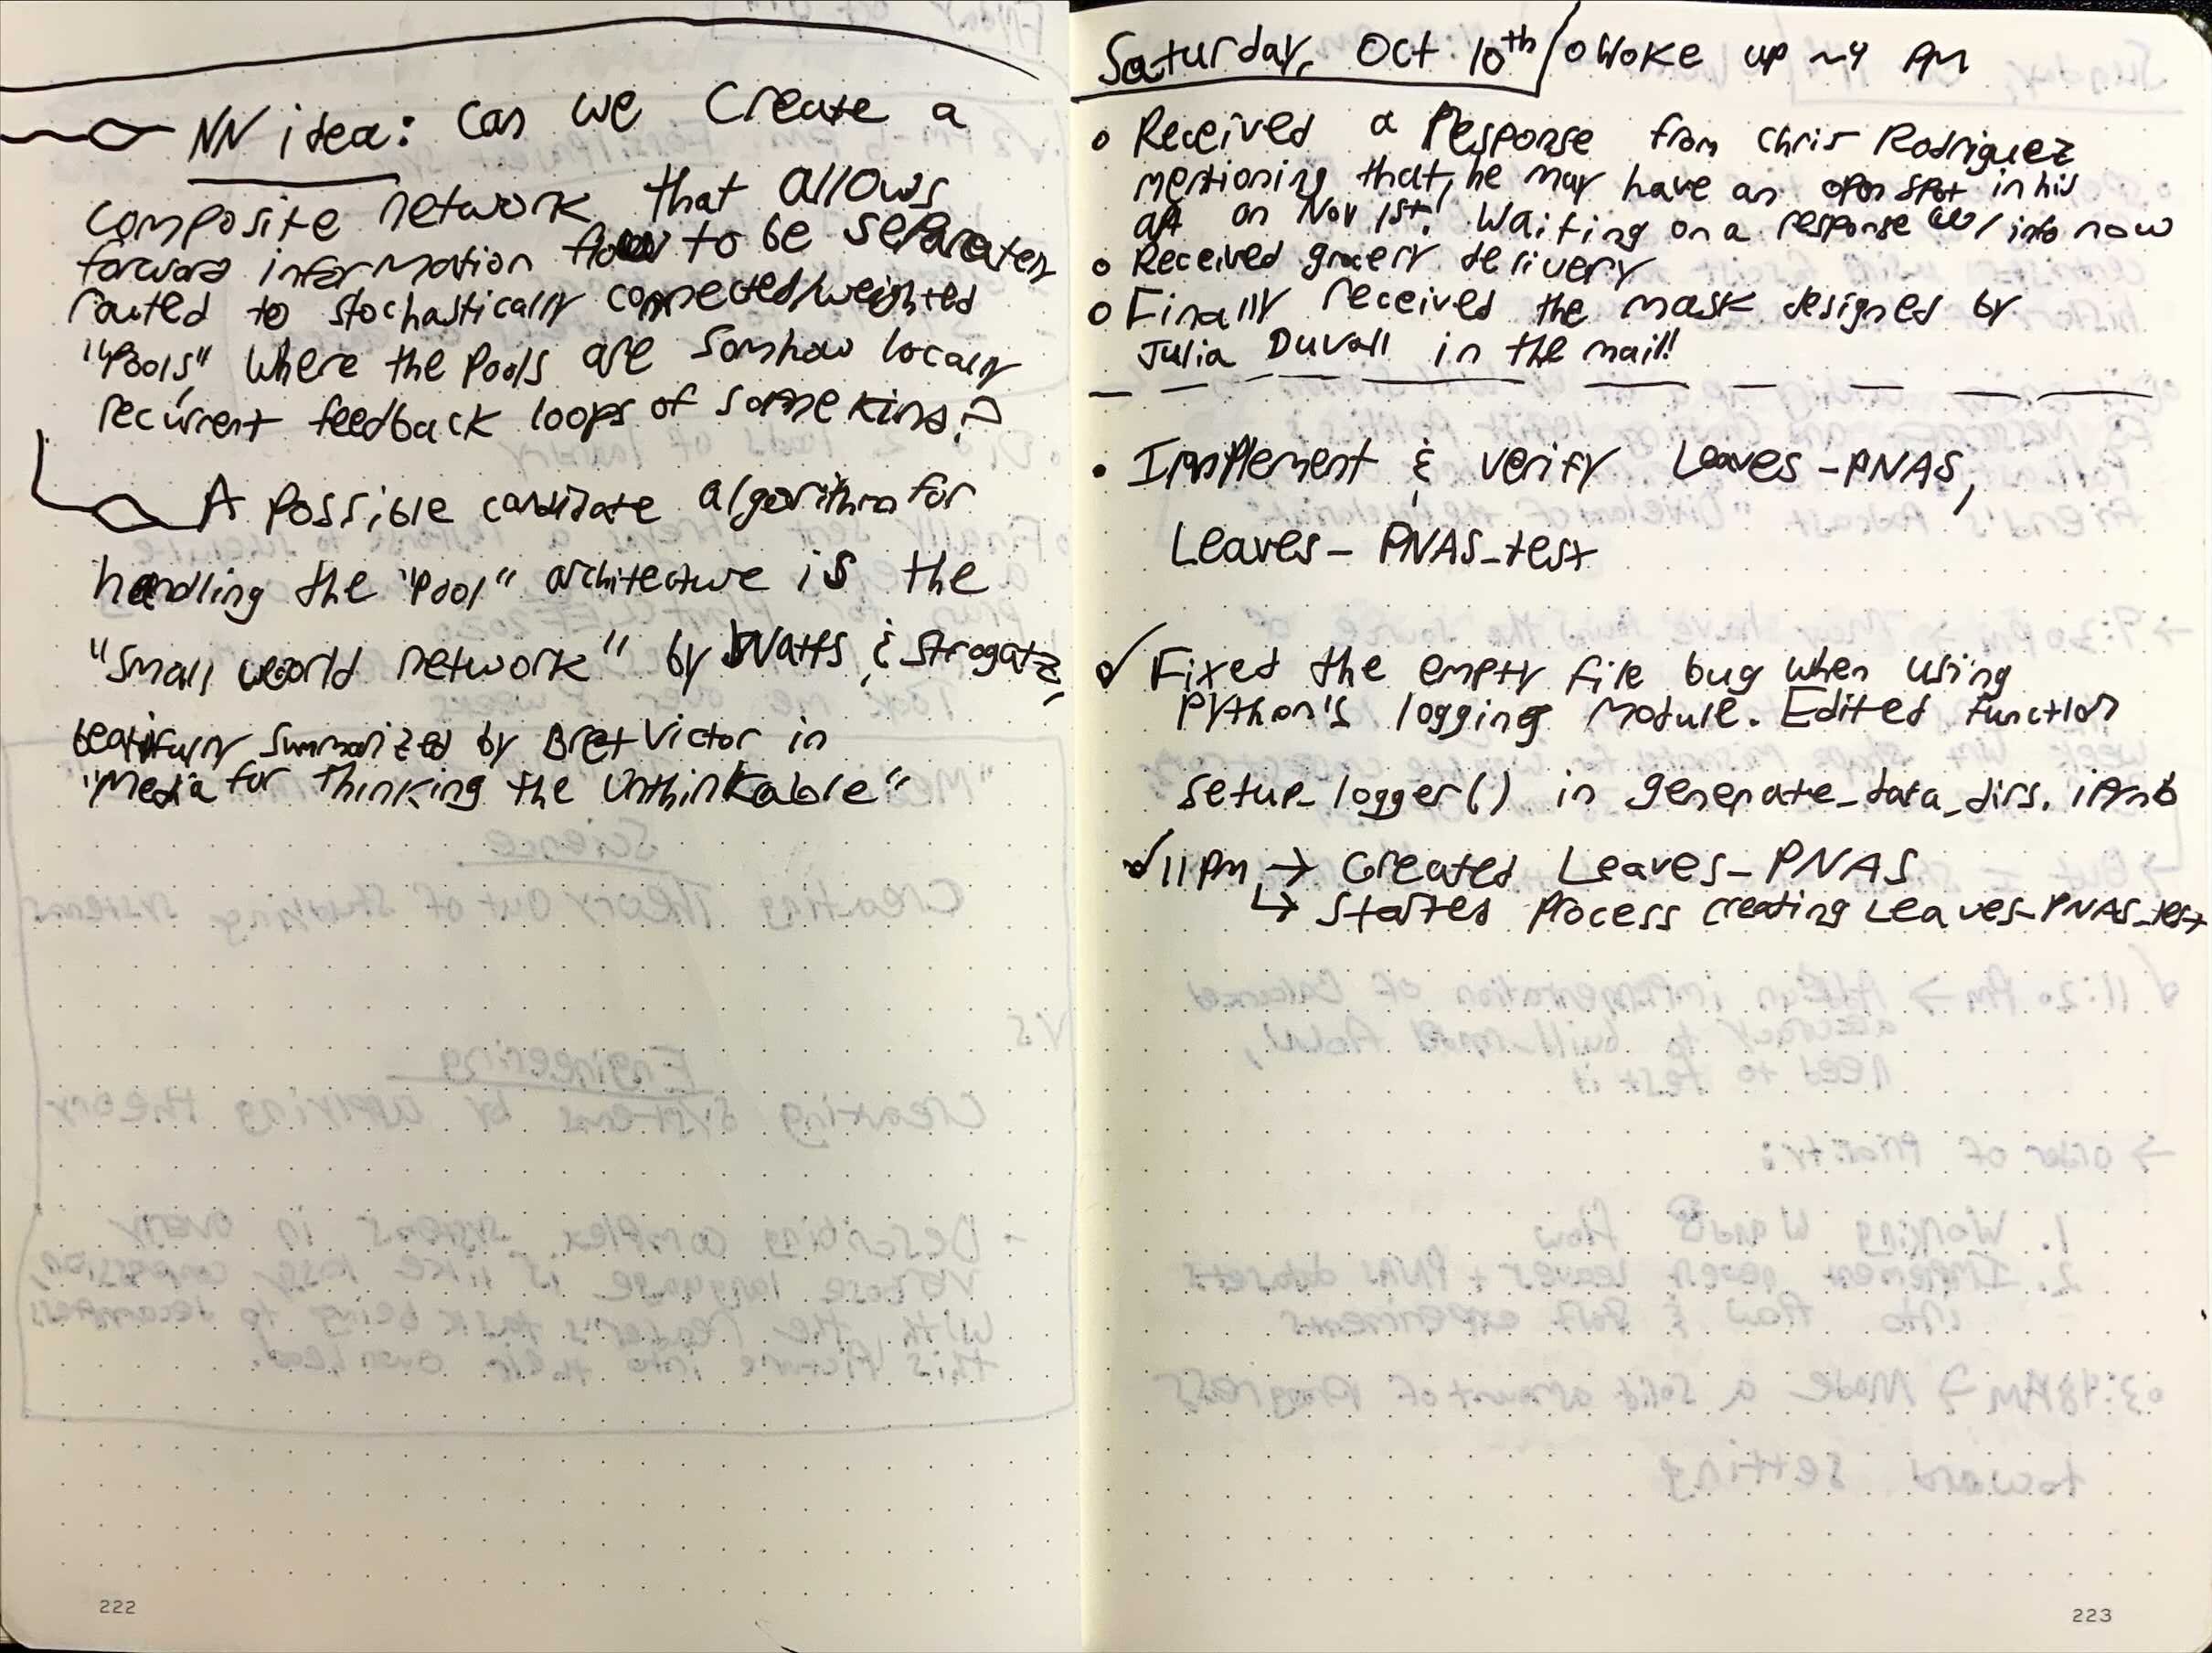 NN idea: Can we create a
composite network that allows
forward information flow to be separately
routed to stochastically connected/weighted
"Pools" where the pools are somhow locally
recurrent feedback loops of some kind?
A possible candidate algorithm for
handling the "pool" architecture is the
"Small world network" by Watts & Strogatz,
beautifully summarized by Bret Victor in
"Media for Thinking the Unthinkable"
222
Saturday, Oct 10th / o Woke up ~4 PM
o Received a Response from Chris Rodriguez
mentioning that he may have an open spot in his
apt on Nov 1st! Waiting on a response w/ info now
o Received grocery delivery
o Finally received the mask designed by
Julia Duvall in the mail!
• Implement & verify Leaves-PNAS,
Leaves-PNAS_test
✓ Fixed the empty file bug when using
Python's logging module. Edited function
setup_logger() in generate_data_dirs.ipynb
✓ 11 PM → Created Leaves-PNAS
↳ Started process creating Leaves-PNAS_test
223